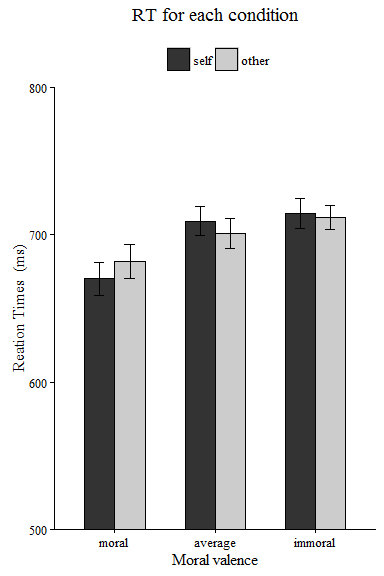 RT for each condition
self other
800
700
600
500
Reation Times (ms)
moral average immoral
Moral valence